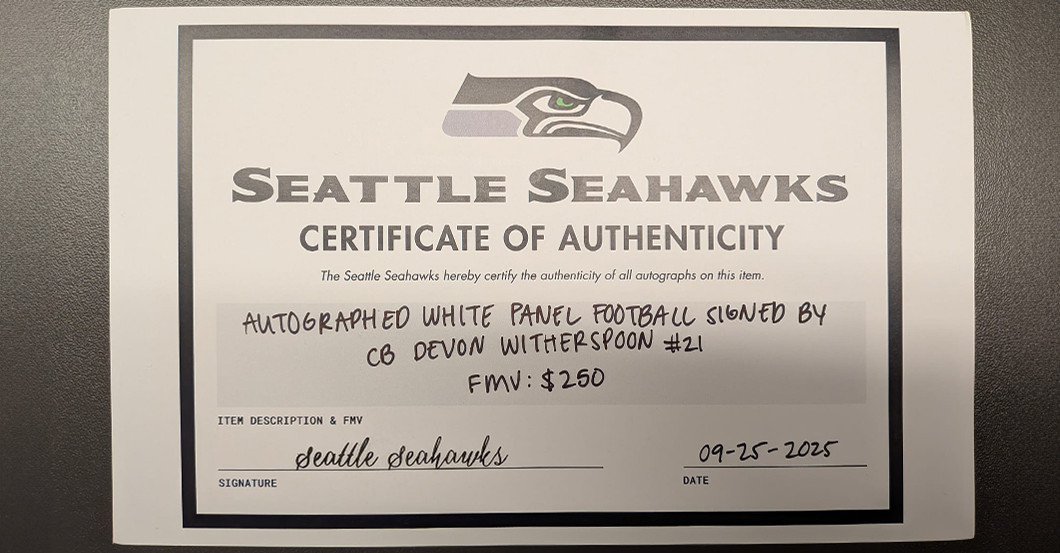 SEATTLE SEAHAWKS
CERTIFICATE OF AUTHENTICITY
The Seattle Seahawks hereby certify the authenticity of all autographs on this item.
AUTOGRAPHED WHITE PANEL FOOTBALL SIGNED BY
CB DEVON WITHERSPOON #21
FMV: $250
ITEM DESCRIPTION & FMV
Seattle Seahawks 09-25-2025
SIGNATURE DATE